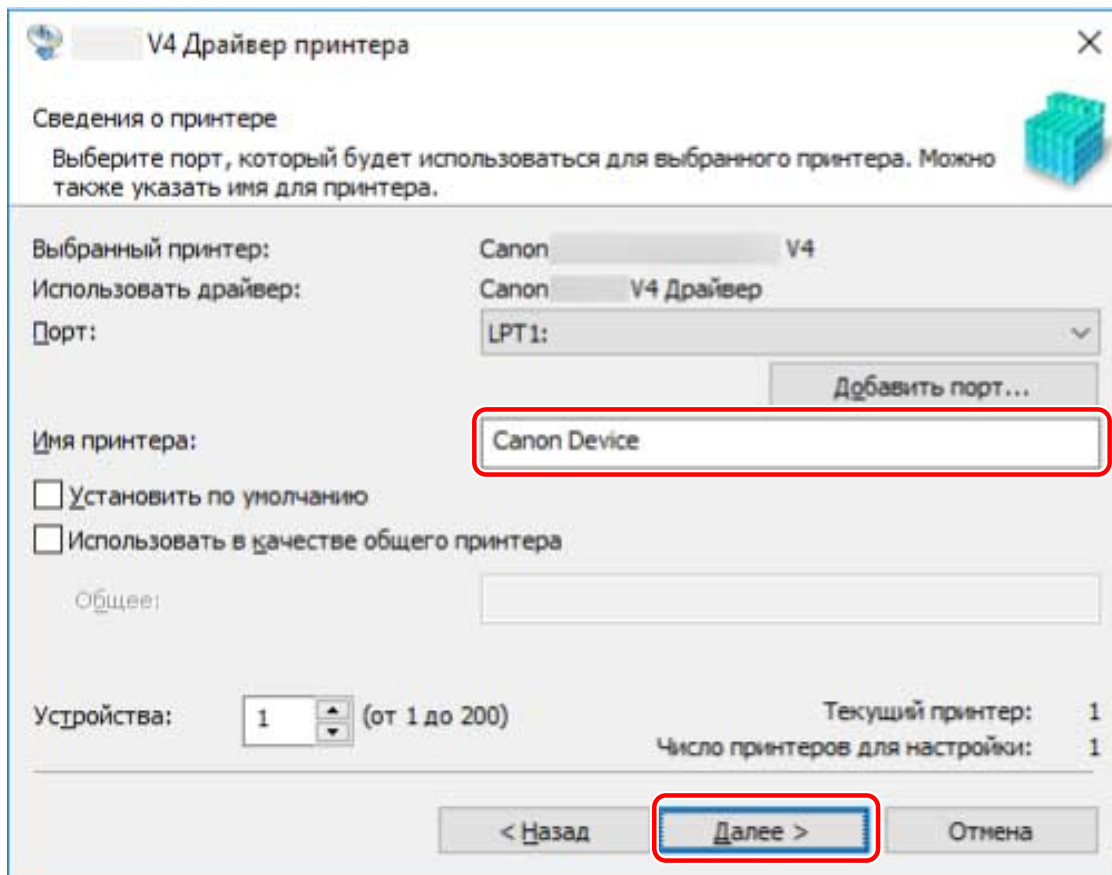 V4 Драйвер принтера
Сведения о принтере
Выберите порт, который будет использоваться для выбранного принтера. Можно
также указать имя для принтера.
Выбранный принтер: Canon V4
Использовать драйвер: Canon V4 Драйвер
Порт: LPT1:
Добавить порт...
Имя принтера: Canon Device
Установить по умолчанию
Использовать в качестве общего принтера
Общее:
Устройства: 1 (от 1 до 200)
Текущий принтер: 1
Число принтеров для настройки: 1
< Назад Далее > Отмена